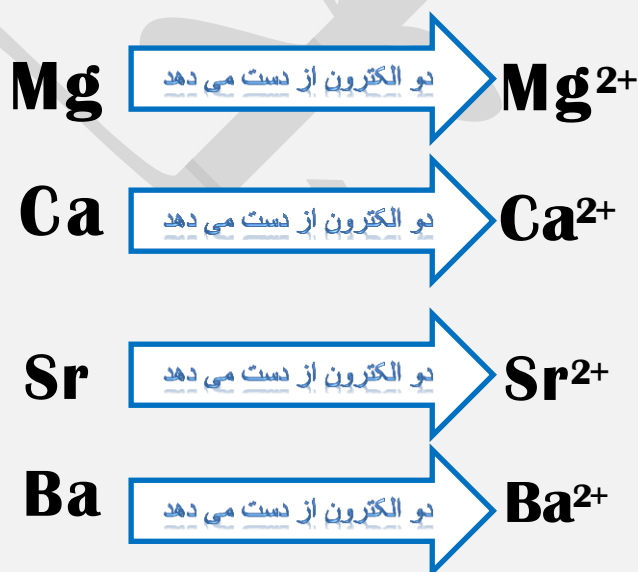 Mg دو الکترون از دست می دهد Mg²⁺
Ca دو الکترون از دست می دهد Ca²⁺
Sr دو الکترون از دست می دهد Sr²⁺
Ba دو الکترون از دست می دهد Ba²⁺